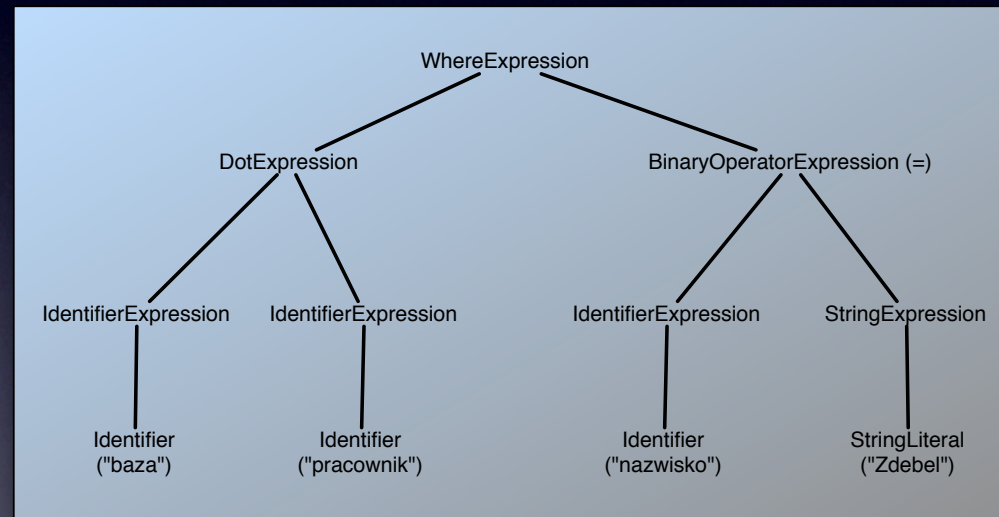 WhereExpression
DotExpression
BinaryOperatorExpression (=)
IdentifierExpression
IdentifierExpression
IdentifierExpression
StringExpression
Identifier
("baza")
Identifier
("pracownik")
Identifier
("nazwisko")
StringLiteral
("Zdebel")